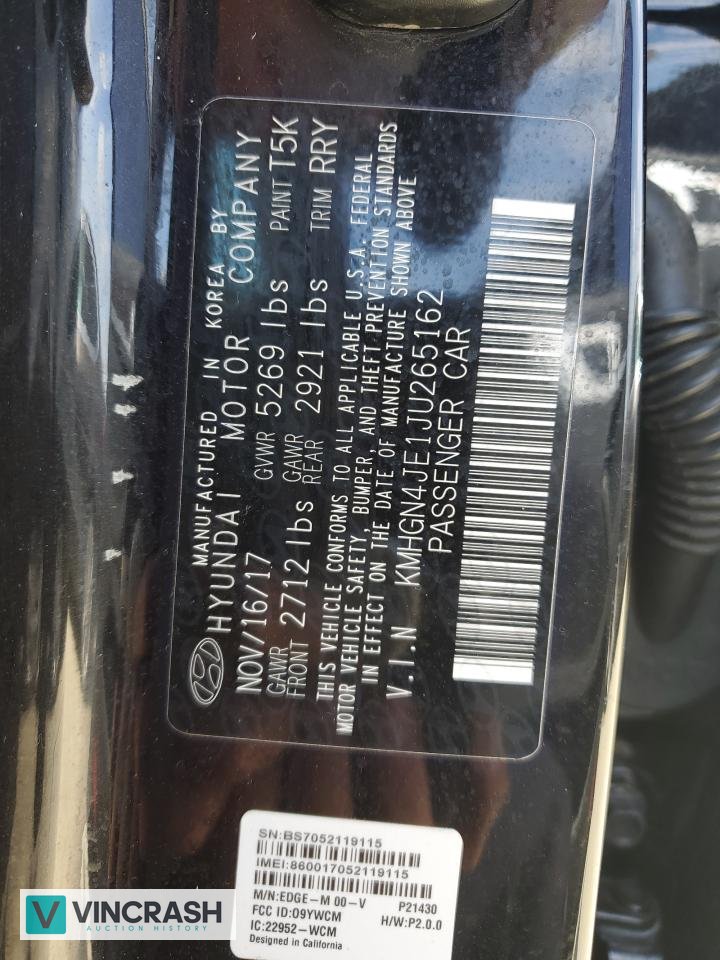 MANUFACTURED IN KOREA BY
HYUNDAI MOTOR COMPANY
NOV/16/17 GVWR 5269 lbs PAINT T5K
GAWR FRONT 2712 lbs GAWR REAR 2921 lbs TRIM RRY
THIS VEHICLE CONFORMS TO ALL APPLICABLE U.S.A. FEDERAL
MOTOR VEHICLE SAFETY, BUMPER, AND THEFT PREVENTION STANDARDS
IN EFFECT ON THE DATE OF MANUFACTURE SHOWN ABOVE
V.I.N KMHGN4JE1JU265162
PASSENGER CAR
SN:BS7052119115
IMEI:860017052119115
M/N:EDGE-M 00-V P21430
FCC ID:O9YWCM H/W:P2.0.0
IC:22952-WCM
Designed in California
V VINCRASH
AUCTION HISTORY